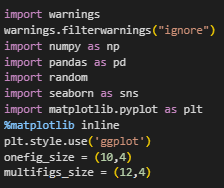 import warnings
warnings.filterwarnings("ignore")
import numpy as np
import pandas as pd
import random
import seaborn as sns
import matplotlib.pyplot as plt
%matplotlib inline
plt.style.use('ggplot')
onefig_size = (10,4)
multifigs_size = (12,4)